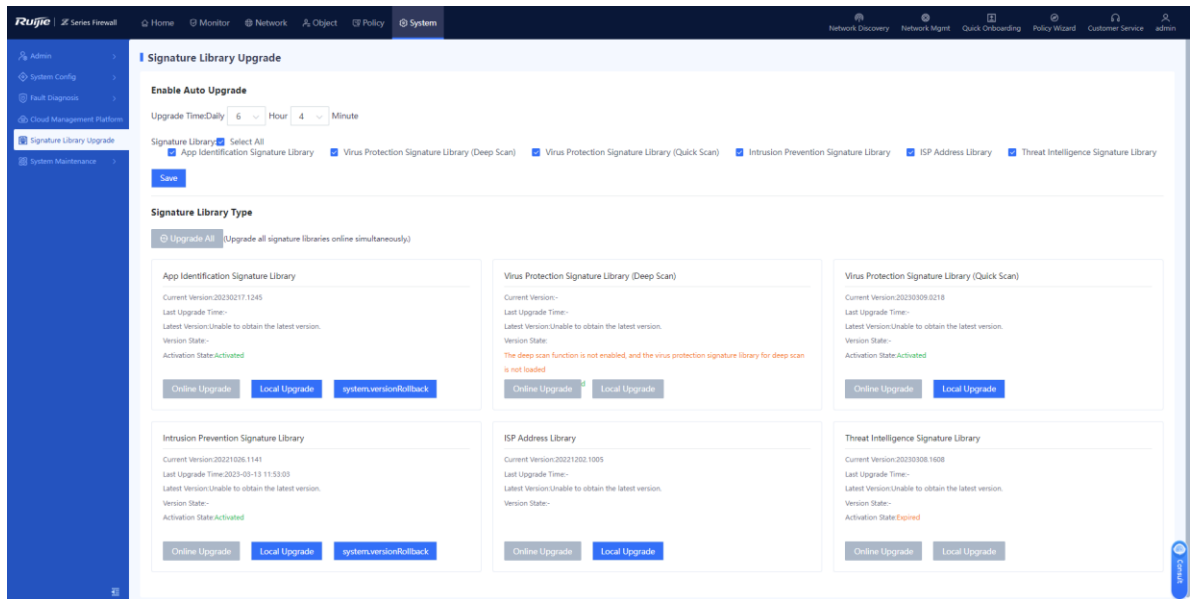 Ruijie | Z Series Firewall
Home Monitor Network Object Policy System
Network Discovery Network Mgmt Quick Onboarding Policy Wizard Customer Service admin
Admin
System Config
Fault Diagnosis
Cloud Management Platform
Signature Library Upgrade
System Maintenance
Signature Library Upgrade
Enable Auto Upgrade
Upgrade Time:Daily 6 Hour 4 Minute
Signature Library: Select All
App Identification Signature Library Virus Protection Signature Library (Deep Scan) Virus Protection Signature Library (Quick Scan) Intrusion Prevention Signature Library ISP Address Library Threat Intelligence Signature Library
Save
Signature Library Type
Upgrade All (Upgrade all signature libraries online simultaneously.)
App Identification Signature Library
Current Version:20230217.1245
Last Upgrade Time:-
Latest Version:Unable to obtain the latest version.
Version State:-
Activation State:Activated
Online Upgrade Local Upgrade system.versionRollback
Virus Protection Signature Library (Deep Scan)
Current Version:-
Last Upgrade Time:-
Latest Version:Unable to obtain the latest version.
Version State:
The deep scan function is not enabled, and the virus protection signature library for deep scan
is not loaded
Online Upgrade d Local Upgrade
Virus Protection Signature Library (Quick Scan)
Current Version:20230309.0218
Last Upgrade Time:-
Latest Version:Unable to obtain the latest version.
Version State:-
Activation State:Activated
Online Upgrade Local Upgrade
Intrusion Prevention Signature Library
Current Version:20221026.1141
Last Upgrade Time:2023-03-13 11:53:03
Latest Version:Unable to obtain the latest version.
Version State:-
Activation State:Activated
Online Upgrade Local Upgrade system.versionRollback
ISP Address Library
Current Version:20221202.1005
Last Upgrade Time:-
Latest Version:Unable to obtain the latest version.
Version State:-
Online Upgrade Local Upgrade
Threat Intelligence Signature Library
Current Version:20230308.1608
Last Upgrade Time:-
Latest Version:Unable to obtain the latest version.
Version State:-
Activation State:Expired
Online Upgrade Local Upgrade
Consult